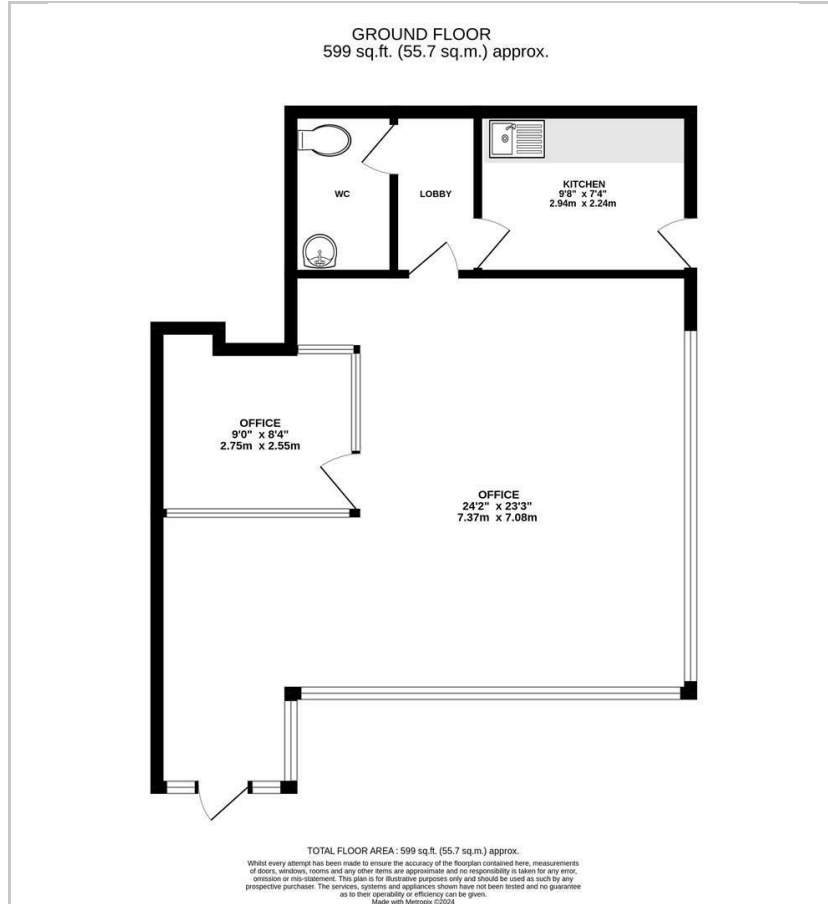 GROUND FLOOR
599 sq.ft. (55.7 sq.m.) approx.
WC
LOBBY
KITCHEN
9'8" x 7'4"
2.94m x 2.24m
OFFICE
9'0" x 8'4"
2.75m x 2.55m
OFFICE
24'2" x 23'3"
7.37m x 7.08m
TOTAL FLOOR AREA : 599 sq.ft. (55.7 sq.m.) approx.
Whilst every attempt has been made to ensure the accuracy of the floorplan contained here, measurements
of doors, windows, rooms and any other items are approximate and no responsibility is taken for any error,
omission or mis-statement. This plan is for illustrative purposes only and should be used as such by any
prospective purchaser. The services, systems and appliances shown have not been tested and no guarantee
as to their operability or efficiency can be given.
Made with Metropix ©2024